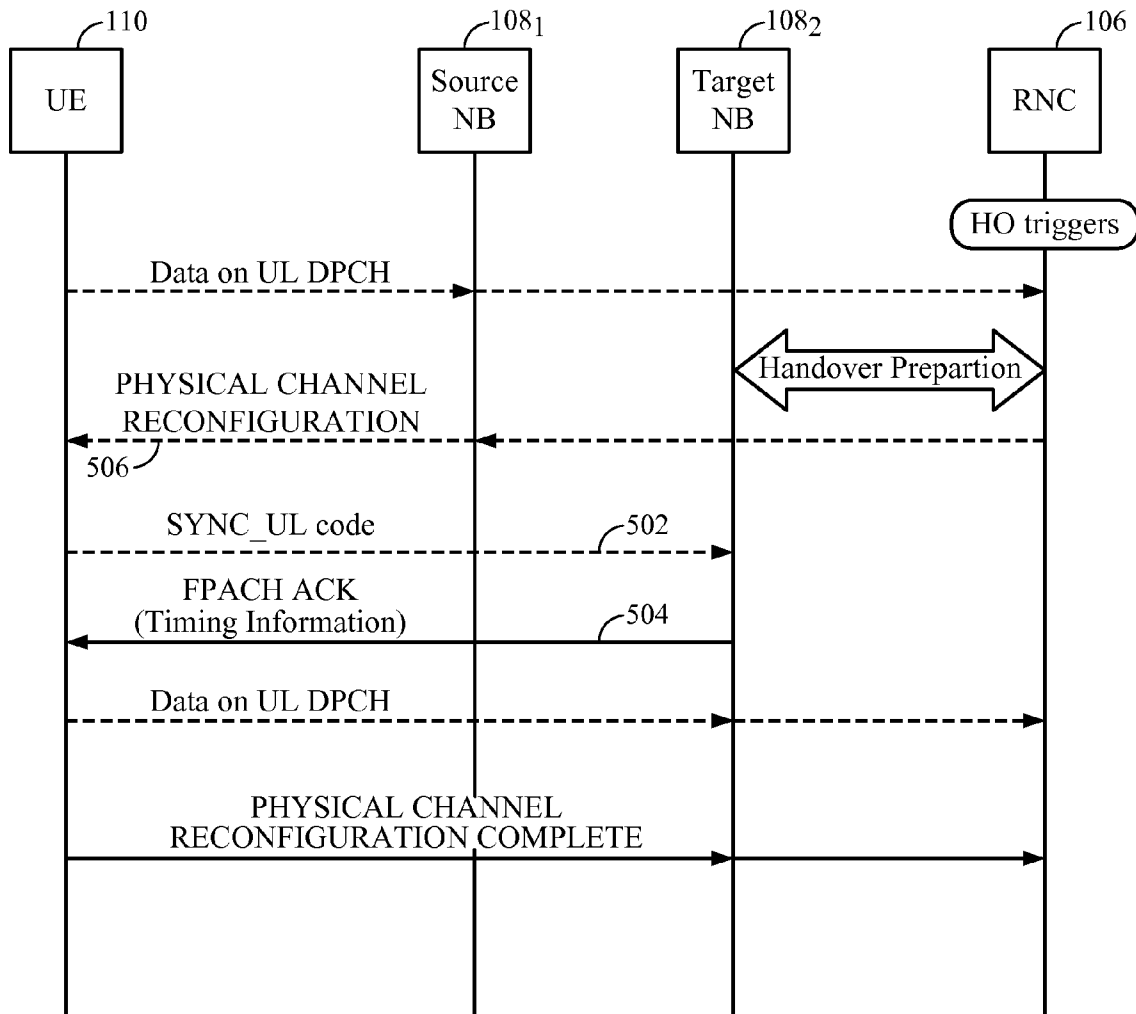 110
108₁
108₂
106
UE
Source
NB
Target
NB
RNC
HO triggers
Data on UL DPCH
Handover Prepartion
PHYSICAL CHANNEL
RECONFIGURATION
506
SYNC_UL code
502
FPACH ACK
(Timing Information)
504
Data on UL DPCH
PHYSICAL CHANNEL
RECONFIGURATION COMPLETE